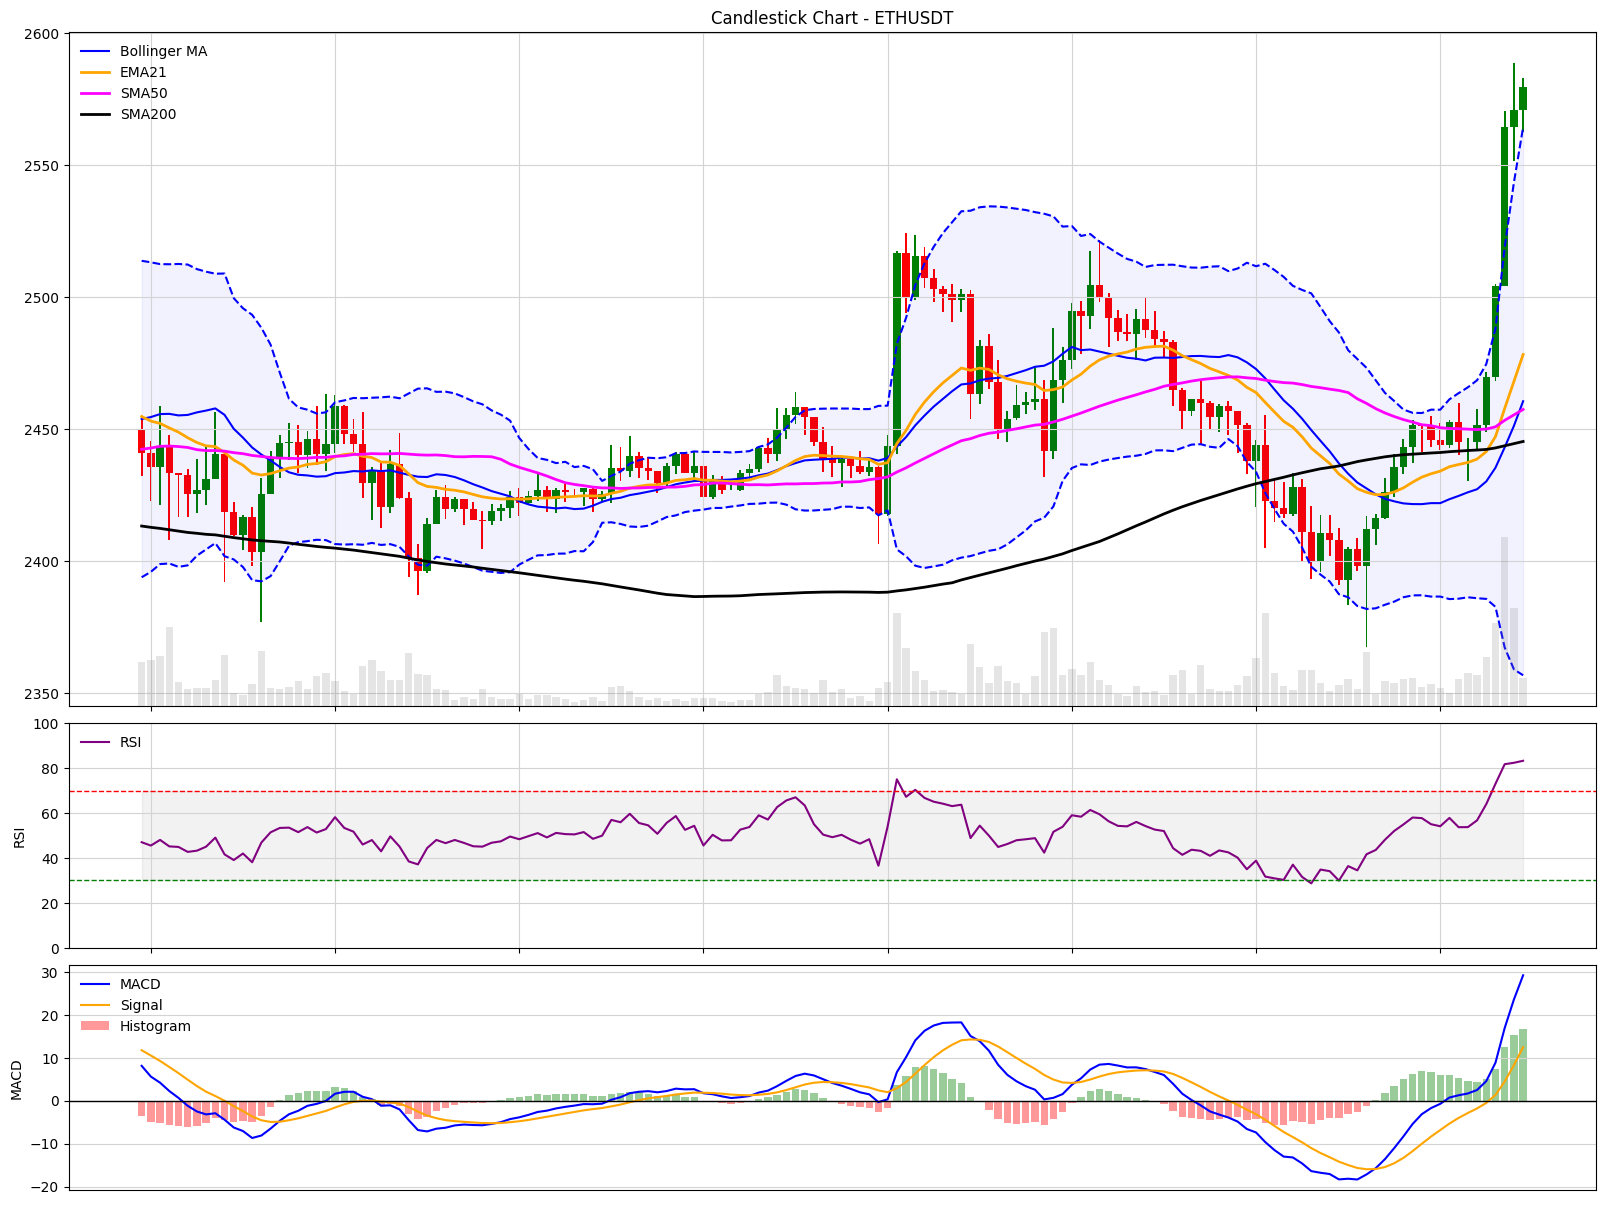 Candlestick Chart - ETHUSDT
2600
Bollinger MA
EMA21
SMA50
SMA200
2550
2500
2450
2400
2350
100
RSI
80
60
RSI
40
20
0
30
MACD
Signal
20
Histogram
10
MACD
0
−10
−20